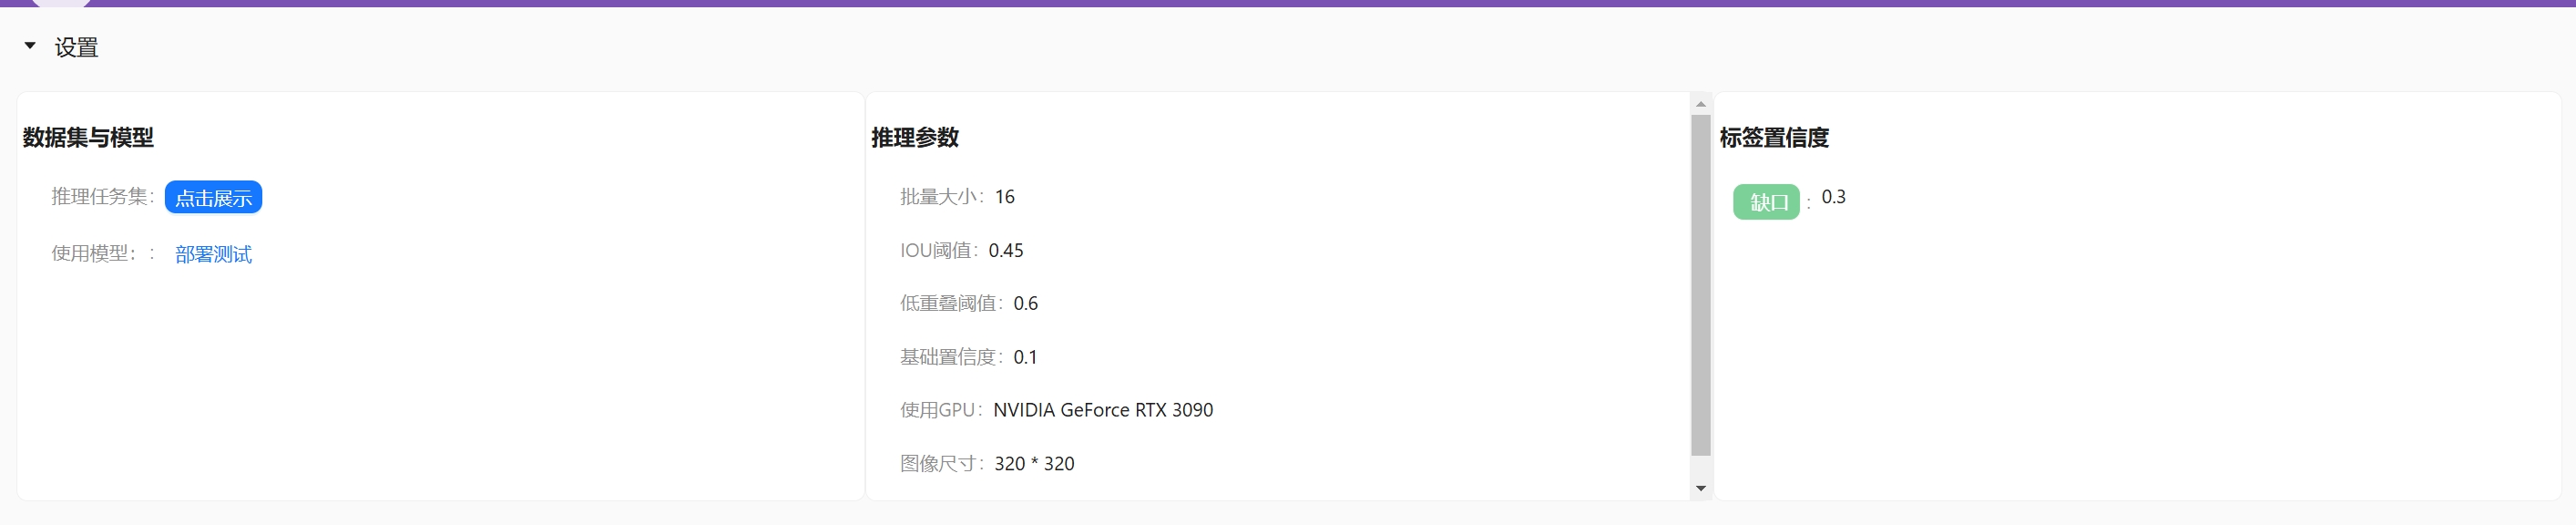 设置
数据集与模型
推理任务集：点击展示
使用模型：： 部署测试
推理参数
批量大小：16
IOU阈值：0.45
低重叠阈值：0.6
基础置信度：0.1
使用GPU：NVIDIA GeForce RTX 3090
图像尺寸：320 * 320
标签置信度
缺口：0.3